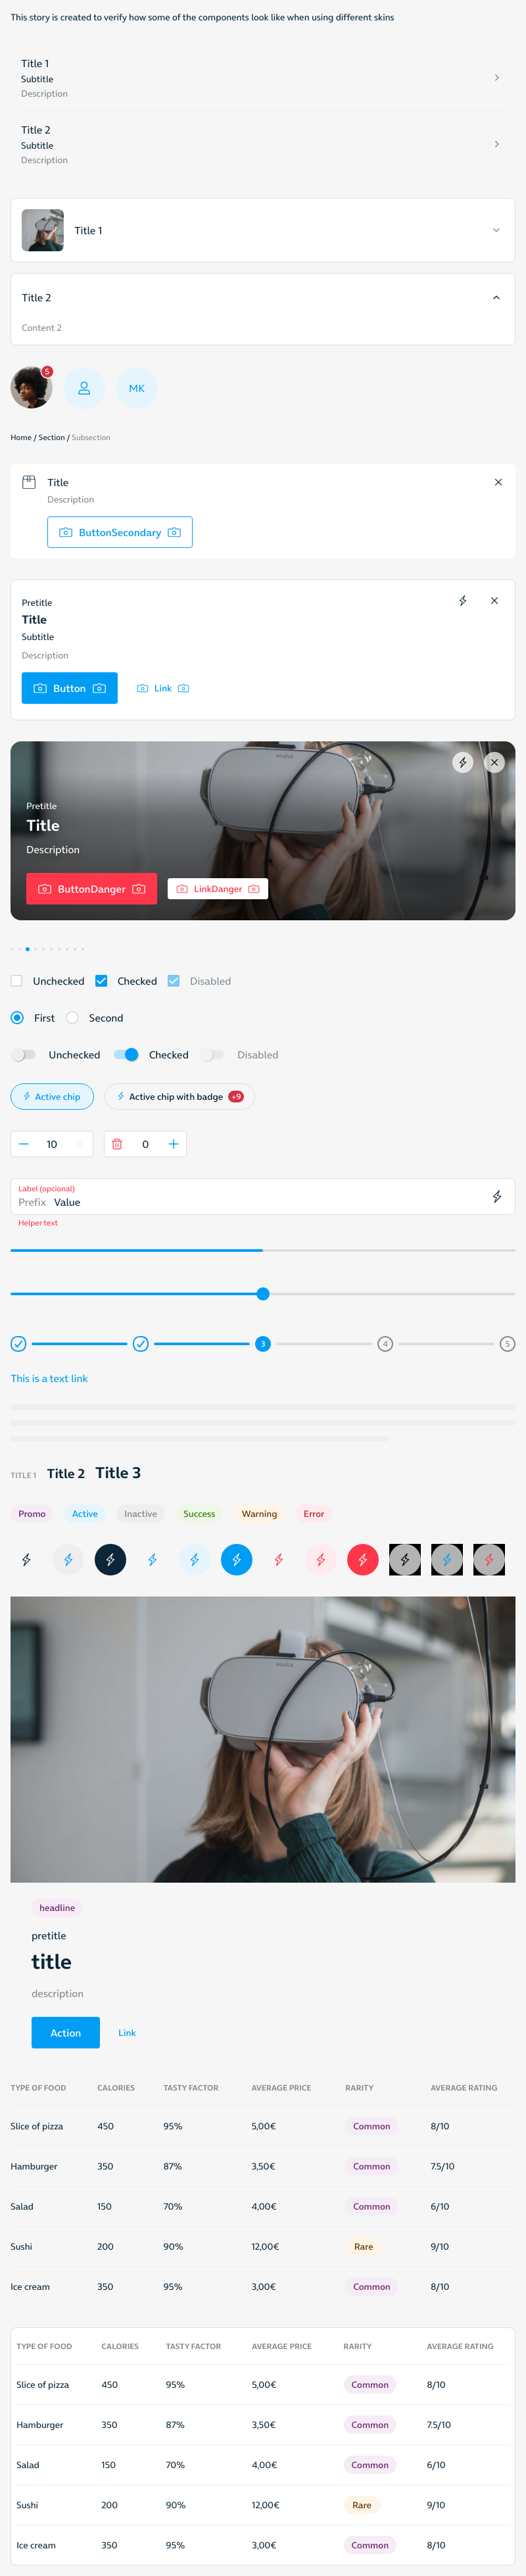 This story is created to verify how some of the components look like when using different skins
Title 1
Subtitle
Description
Title 2
Subtitle
Description
Title 1
Title 2
Content 2
5
MK
Home / Section / Subsection
Title
Description
ButtonSecondary
Pretitle
Title
Subtitle
Description
Button Link
oculus
Pretitle
Title
Description
ButtonDanger LinkDanger
Unchecked Checked Disabled
First Second
Unchecked Checked Disabled
Active chip Active chip with badge +9
10 0
Label (optional)
Prefix Value
Helper text
3 4 5
This is a text link
TITLE 1 Title 2 Title 3
Promo Active Inactive Success Warning Error
oculus
headline
pretitle
title
description
Action Link
TYPE OF FOOD CALORIES TASTY FACTOR AVERAGE PRICE RARITY AVERAGE RATING
Slice of pizza 450 95% 5,00€ Common 8/10
Hamburger 350 87% 3,50€ Common 7.5/10
Salad 150 70% 4,00€ Common 6/10
Sushi 200 90% 12,00€ Rare 9/10
Ice cream 350 95% 3,00€ Common 8/10
TYPE OF FOOD CALORIES TASTY FACTOR AVERAGE PRICE RARITY AVERAGE RATING
Slice of pizza 450 95% 5,00€ Common 8/10
Hamburger 350 87% 3,50€ Common 7.5/10
Salad 150 70% 4,00€ Common 6/10
Sushi 200 90% 12,00€ Rare 9/10
Ice cream 350 95% 3,00€ Common 8/10